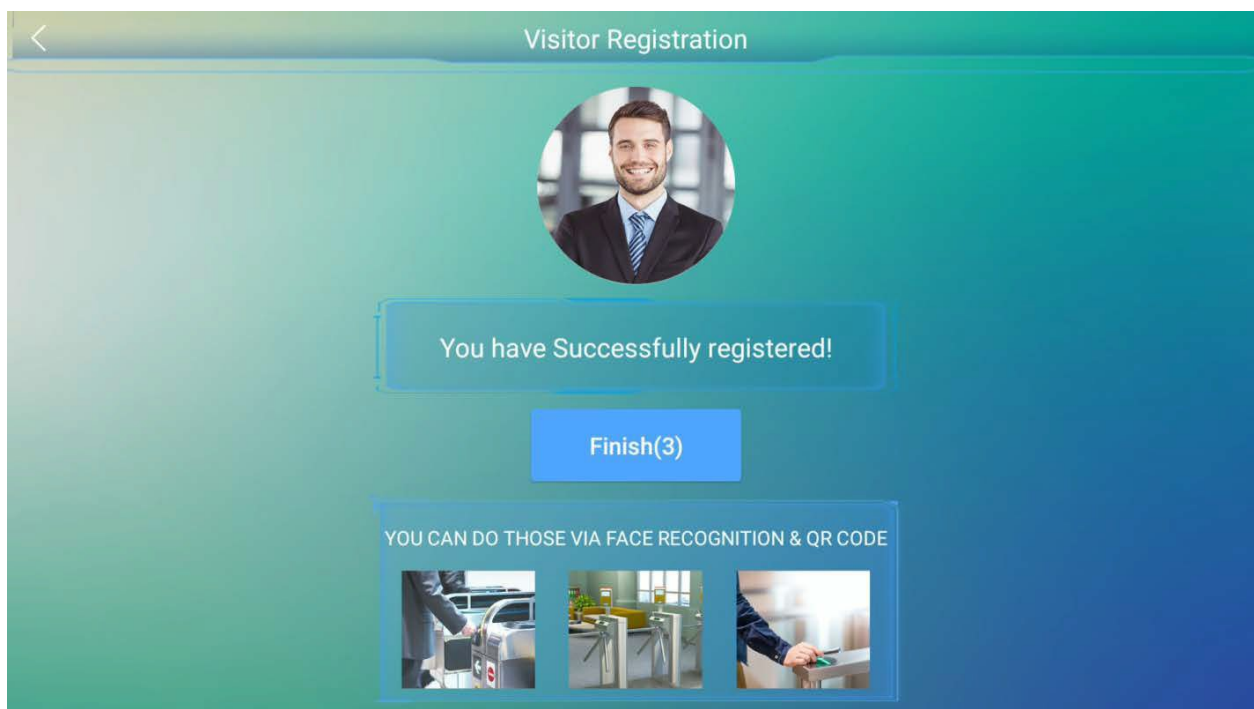 Visitor Registration
You have Successfully registered!
Finish(3)
YOU CAN DO THOSE VIA FACE RECOGNITION & QR CODE